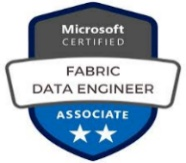 Microsoft
CERTIFIED
FABRIC
DATA ENGINEER
ASSOCIATE